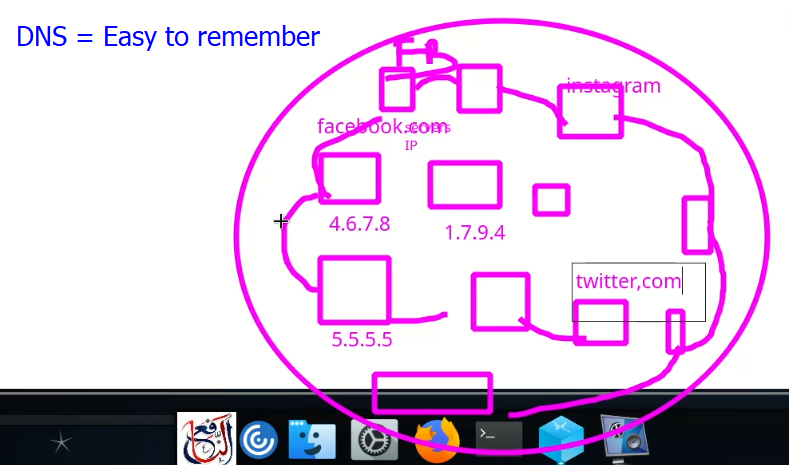 DNS = Easy to remember
instagram
facebook.com
servers
IP
4.6.7.8
1.7.9.4
twitter,com
5.5.5.5